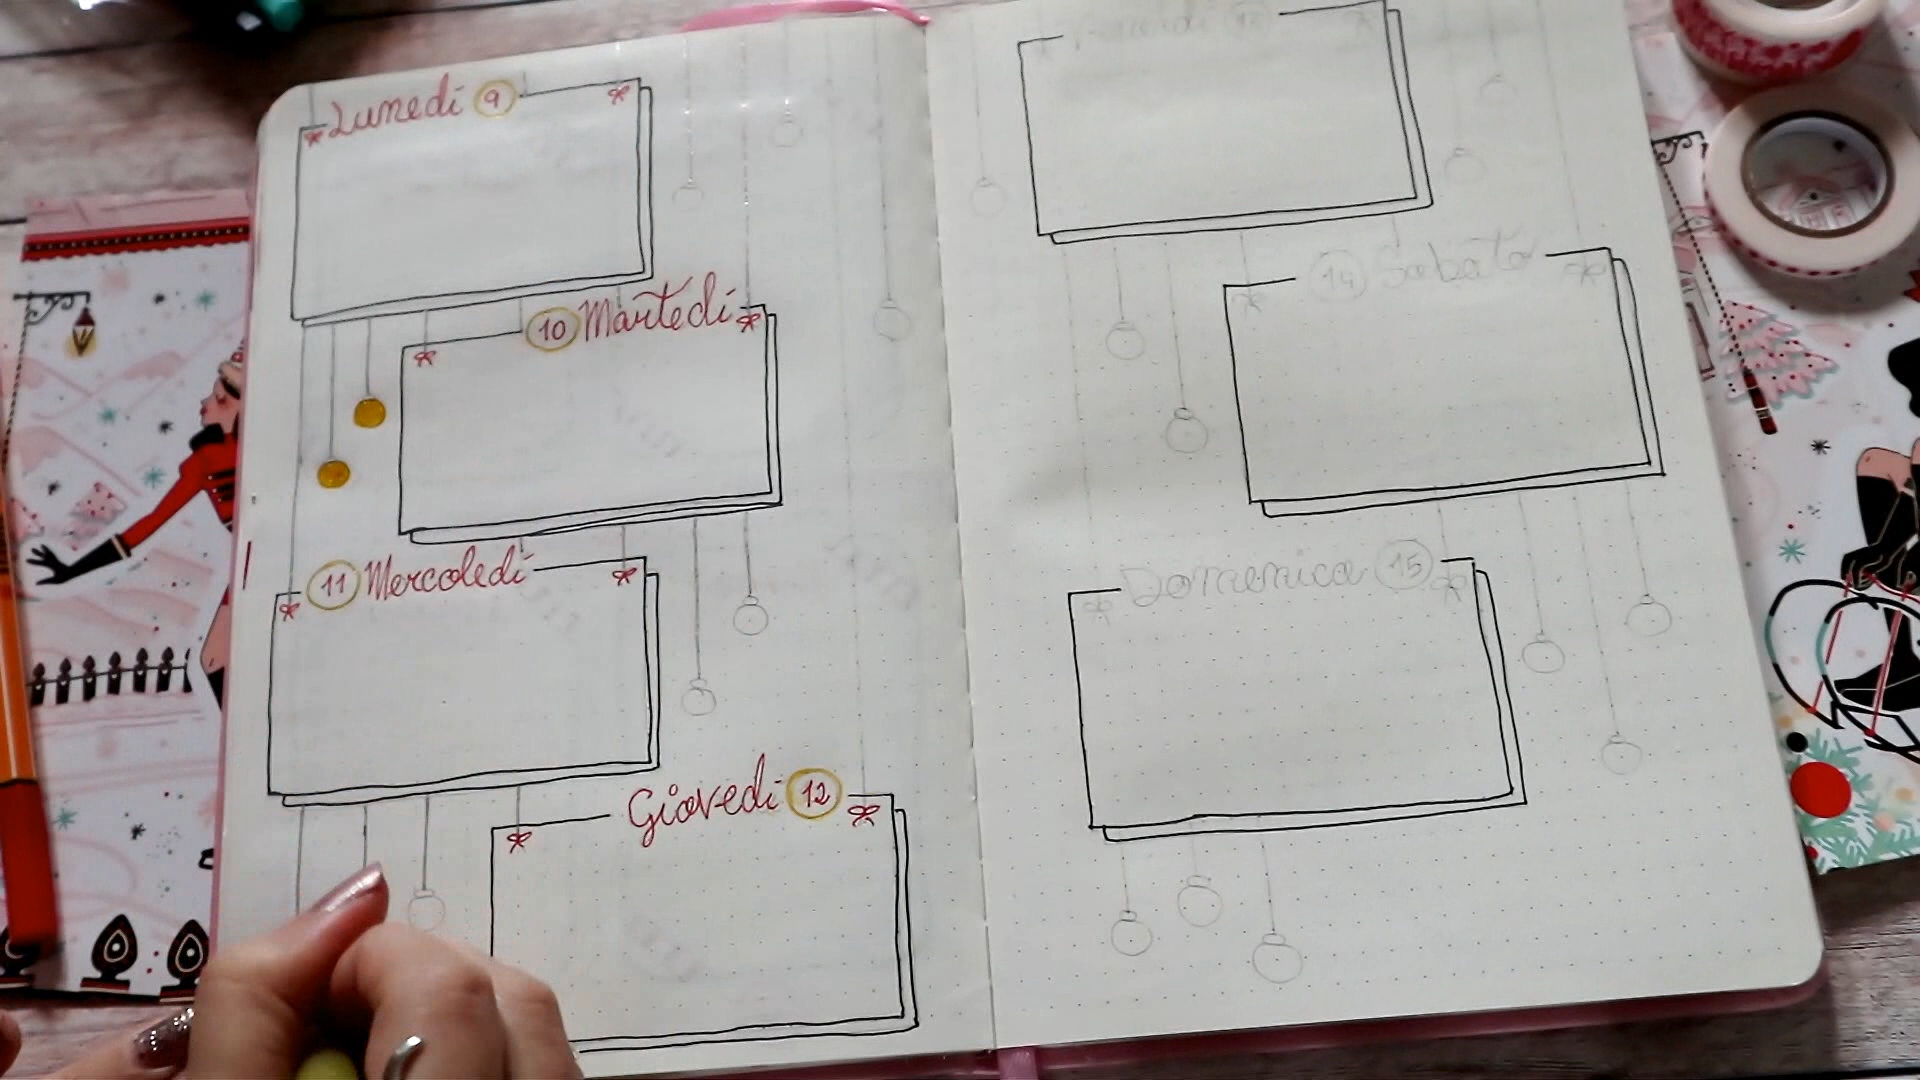 Lunedì 9
10 Martedì
11 Mercoledì
Giovedì 12
14 Sabato
Domenica 15